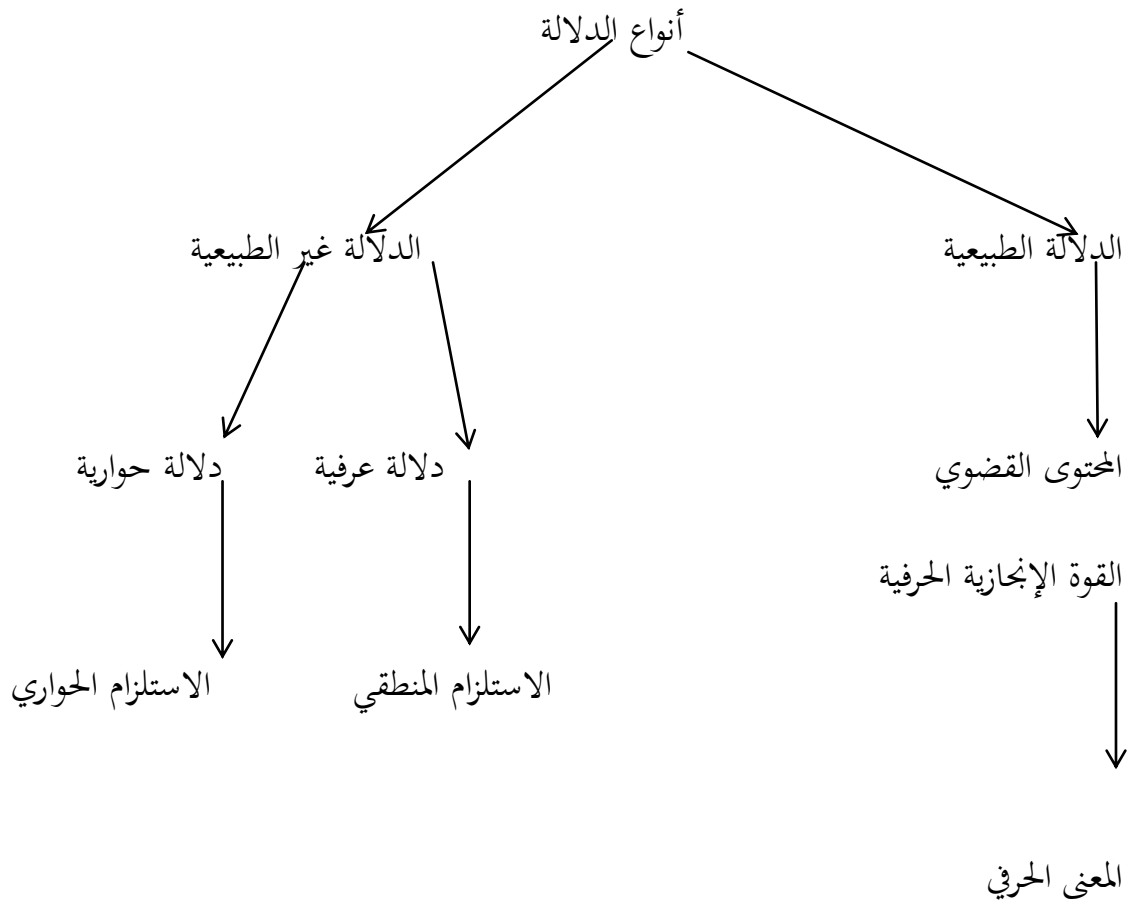 أنواع الدلالة
الدلالة الطبيعية
الدلالة غير الطبيعية
المحتوى القضوي
دلالة عرفية
دلالة حوارية
القوة الإنجازية الحرفية
الاستلزام المنطقي
الاستلزام الحواري
المعنى الحرفي